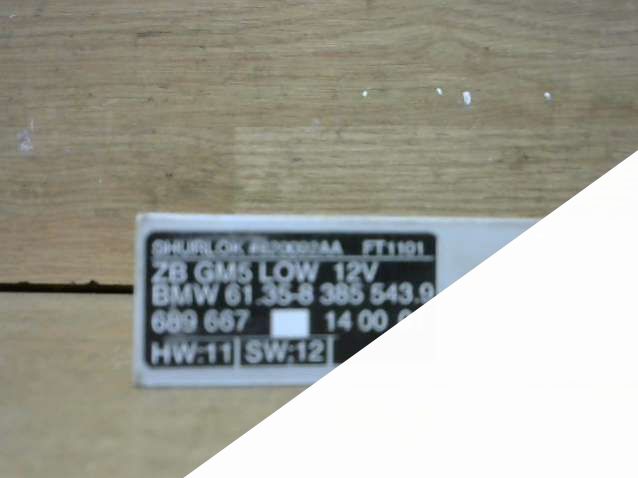 SHURLOK FT1101
ZB GM5 LOW 12V
BMW 61.35-8 385 543.9
689 667 14 00
HW:11 SW:12